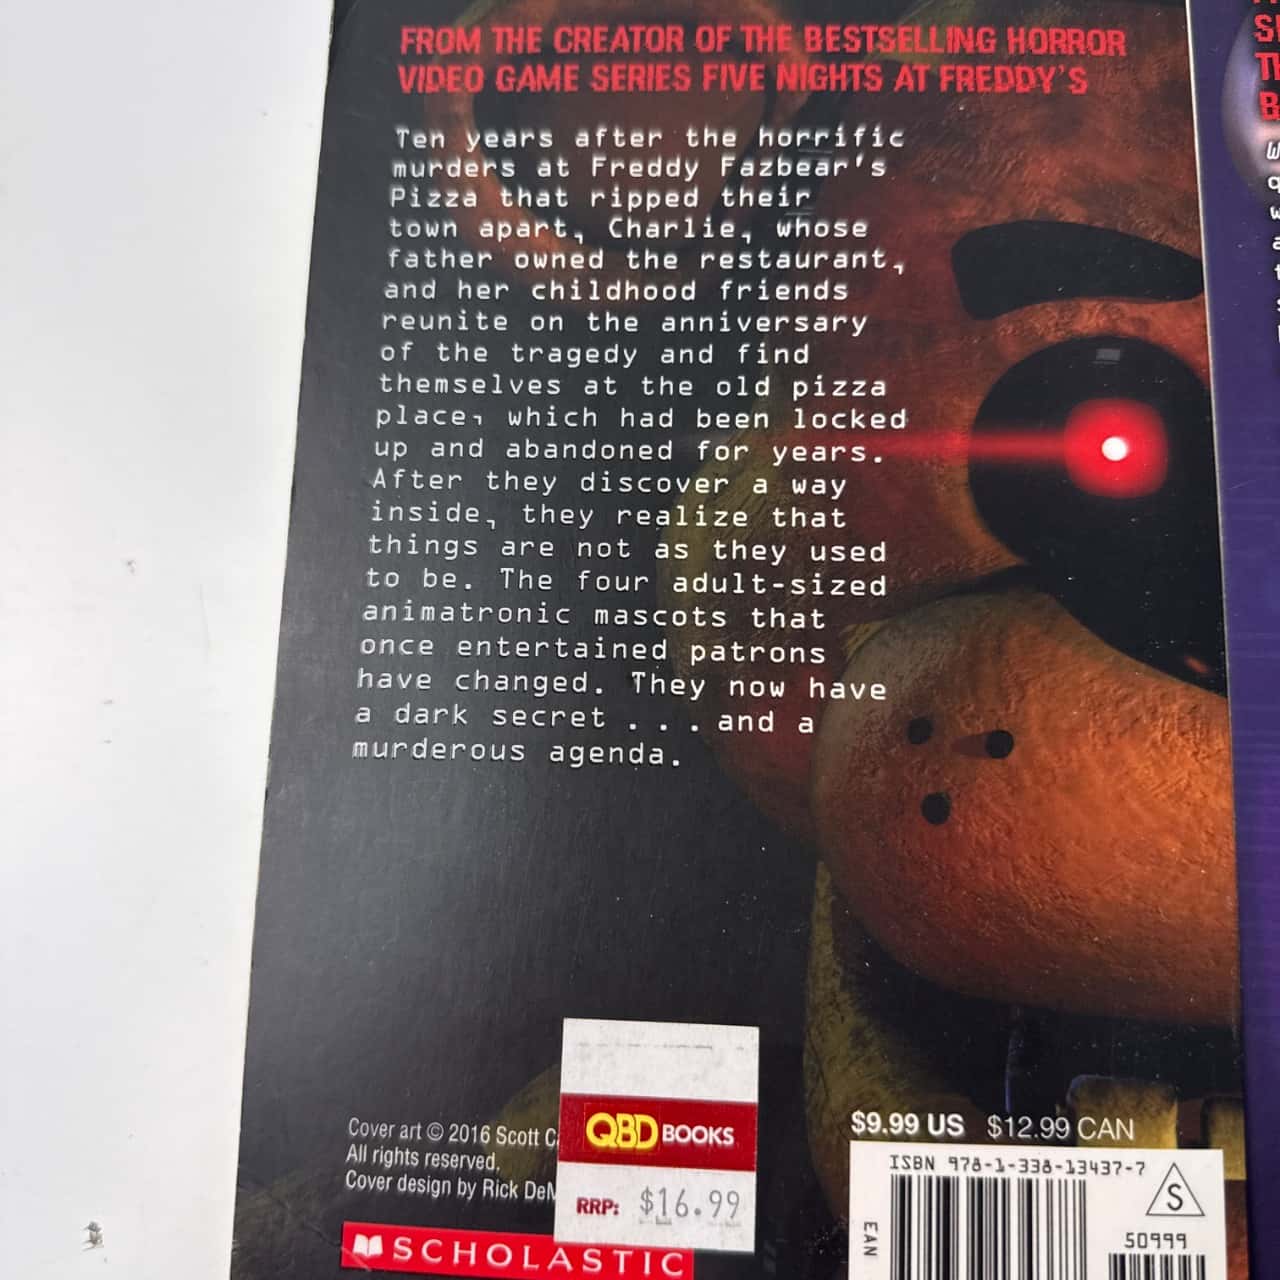 FROM THE CREATOR OF THE BESTSELLING HORROR
VIDEO GAME SERIES FIVE NIGHTS AT FREDDY'S
Ten years after the horrific
murders at Freddy Fazbear's
Pizza that ripped their
town apart, Charlie, whose
father owned the restaurant,
and her childhood friends
reunite on the anniversary
of the tragedy and find
themselves at the old pizza
place, which had been locked
up and abandoned for years.
After they discover a way
inside, they realize that
things are not as they used
to be. The four adult-sized
animatronic mascots that
once entertained patrons
have changed. They now have
a dark secret . . . and a
murderous agenda.
Cover art © 2016 Scott
All rights reserved.
Cover design by Rick
SCHOLASTIC
QBD BOOKS
RRP: $16.99
$9.99 US $12.99 CAN
ISBN 978-1-338-13437-7
S
EAN
50999